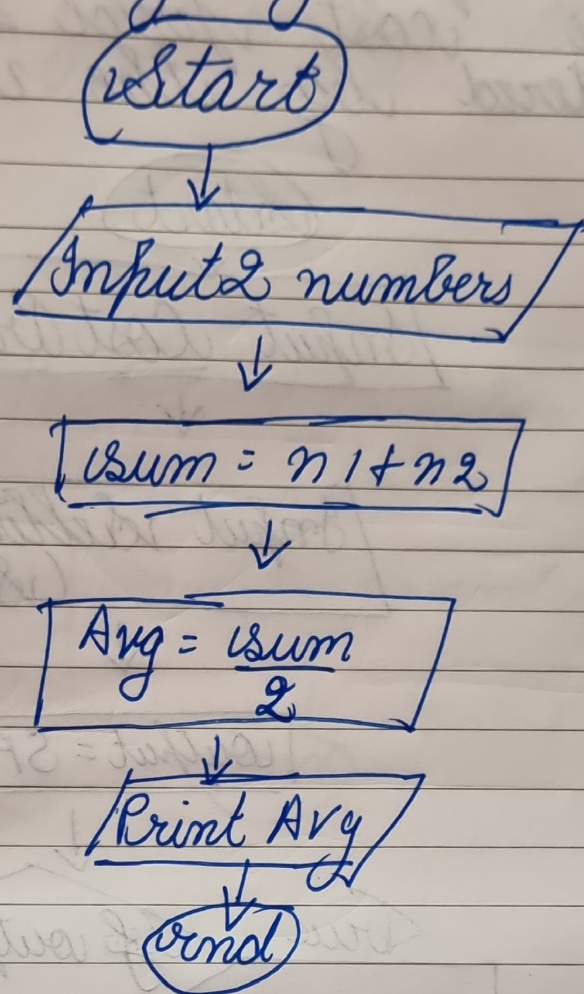 Start
Input 2 numbers
sum = n1 + n2
Avg = sum
2
Print Avg
end